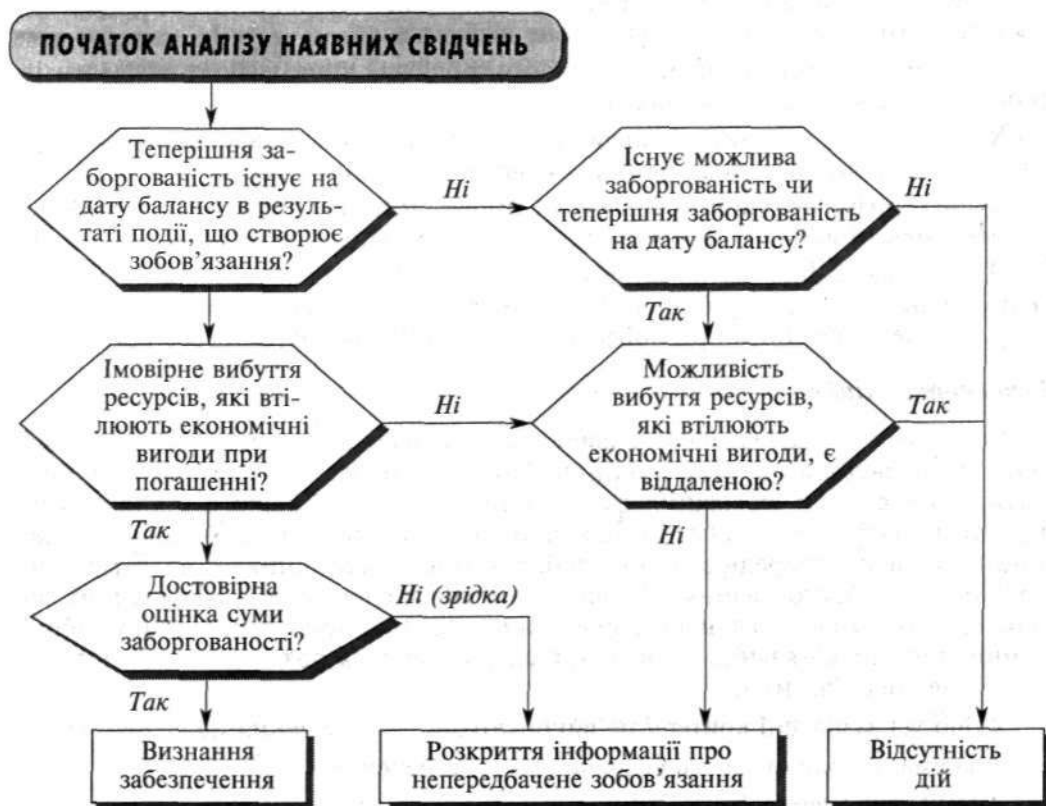 ПОЧАТОК АНАЛІЗУ НАЯВНИХ СВІДЧЕНЬ
Теперішня за-
боргованість існує на
дату балансу в резуль-
таті події, що створює
зобов'язання?
Ні
Існує можлива
заборгованість чи
теперішня заборгованість
на дату балансу?
Ні
Так
Імовірне вибуття
ресурсів, які вті-
люють економічні
вигоди при
погашенні?
Ні
Можливість
вибуття ресурсів,
які втілюють
економічні вигоди, є
віддаленою?
Так
Так
Ні
Достовірна
оцінка суми
заборгованості?
Ні (зрідка)
Так
Визнання
забезпечення
Розкриття інформації про
непередбачене зобов'язання
Відсутність
дій